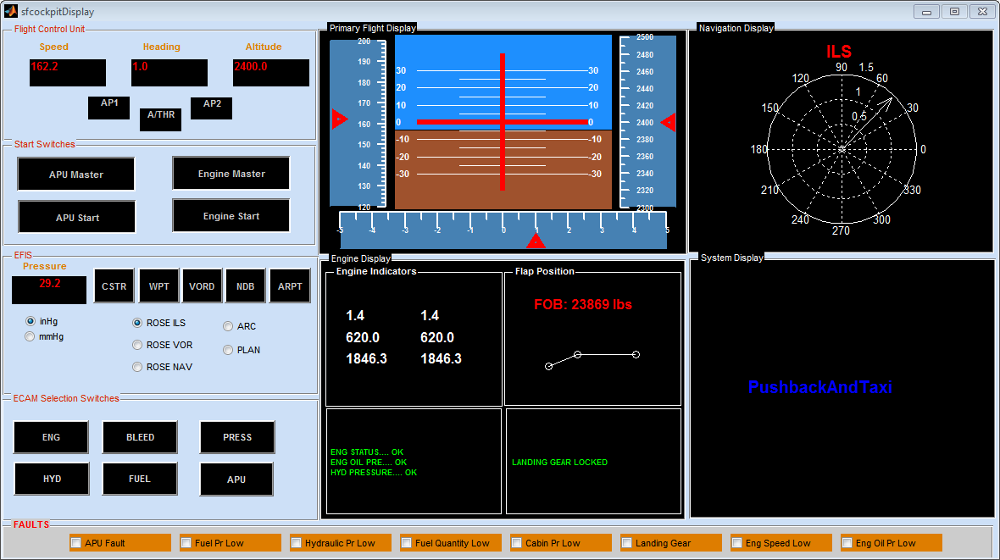 sfcockpitDisplay
Flight Control Unit
Speed Heading Altitude
162.2 1.0 2400.0
AP1 A/THR AP2
Start Switches
APU Master Engine Master
APU Start Engine Start
EFIS
Pressure
29.2
CSTR WPT VORD NDB ARPT
inHg ROSE ILS ARC
mmHg ROSE VOR PLAN
ROSE NAV
ECAM Selection Switches
ENG BLEED PRESS
HYD FUEL APU
Primary Flight Display
200
190
180
170
160
150
140
130
120
30 30
20 20
10 10
0 0
-10 -10
-20 -20
-30 -30
2500
2480
2460
2440
2420
2400
2380
2360
2340
2320
2300
-5 -4 -3 -2 -1 0 1 2 3 4 5
Navigation Display
ILS
90 1.5
120 60
1
150 0.5 30
180 0
210 330
240 300
270
Engine Display
Engine Indicators
1.4 1.4
620.0 620.0
1846.3 1846.3
Flap Position
FOB: 23869 lbs
ENG STATUS.... OK
ENG OIL PRE.... OK
HYD PRESSURE.... OK
LANDING GEAR LOCKED
System Display
PushbackAndTaxi
FAULTS
APU Fault Fuel Pr Low Hydraulic Pr Low Fuel Quantity Low Cabin Pr Low Landing Gear Eng Speed Low Eng Oil Pr Low